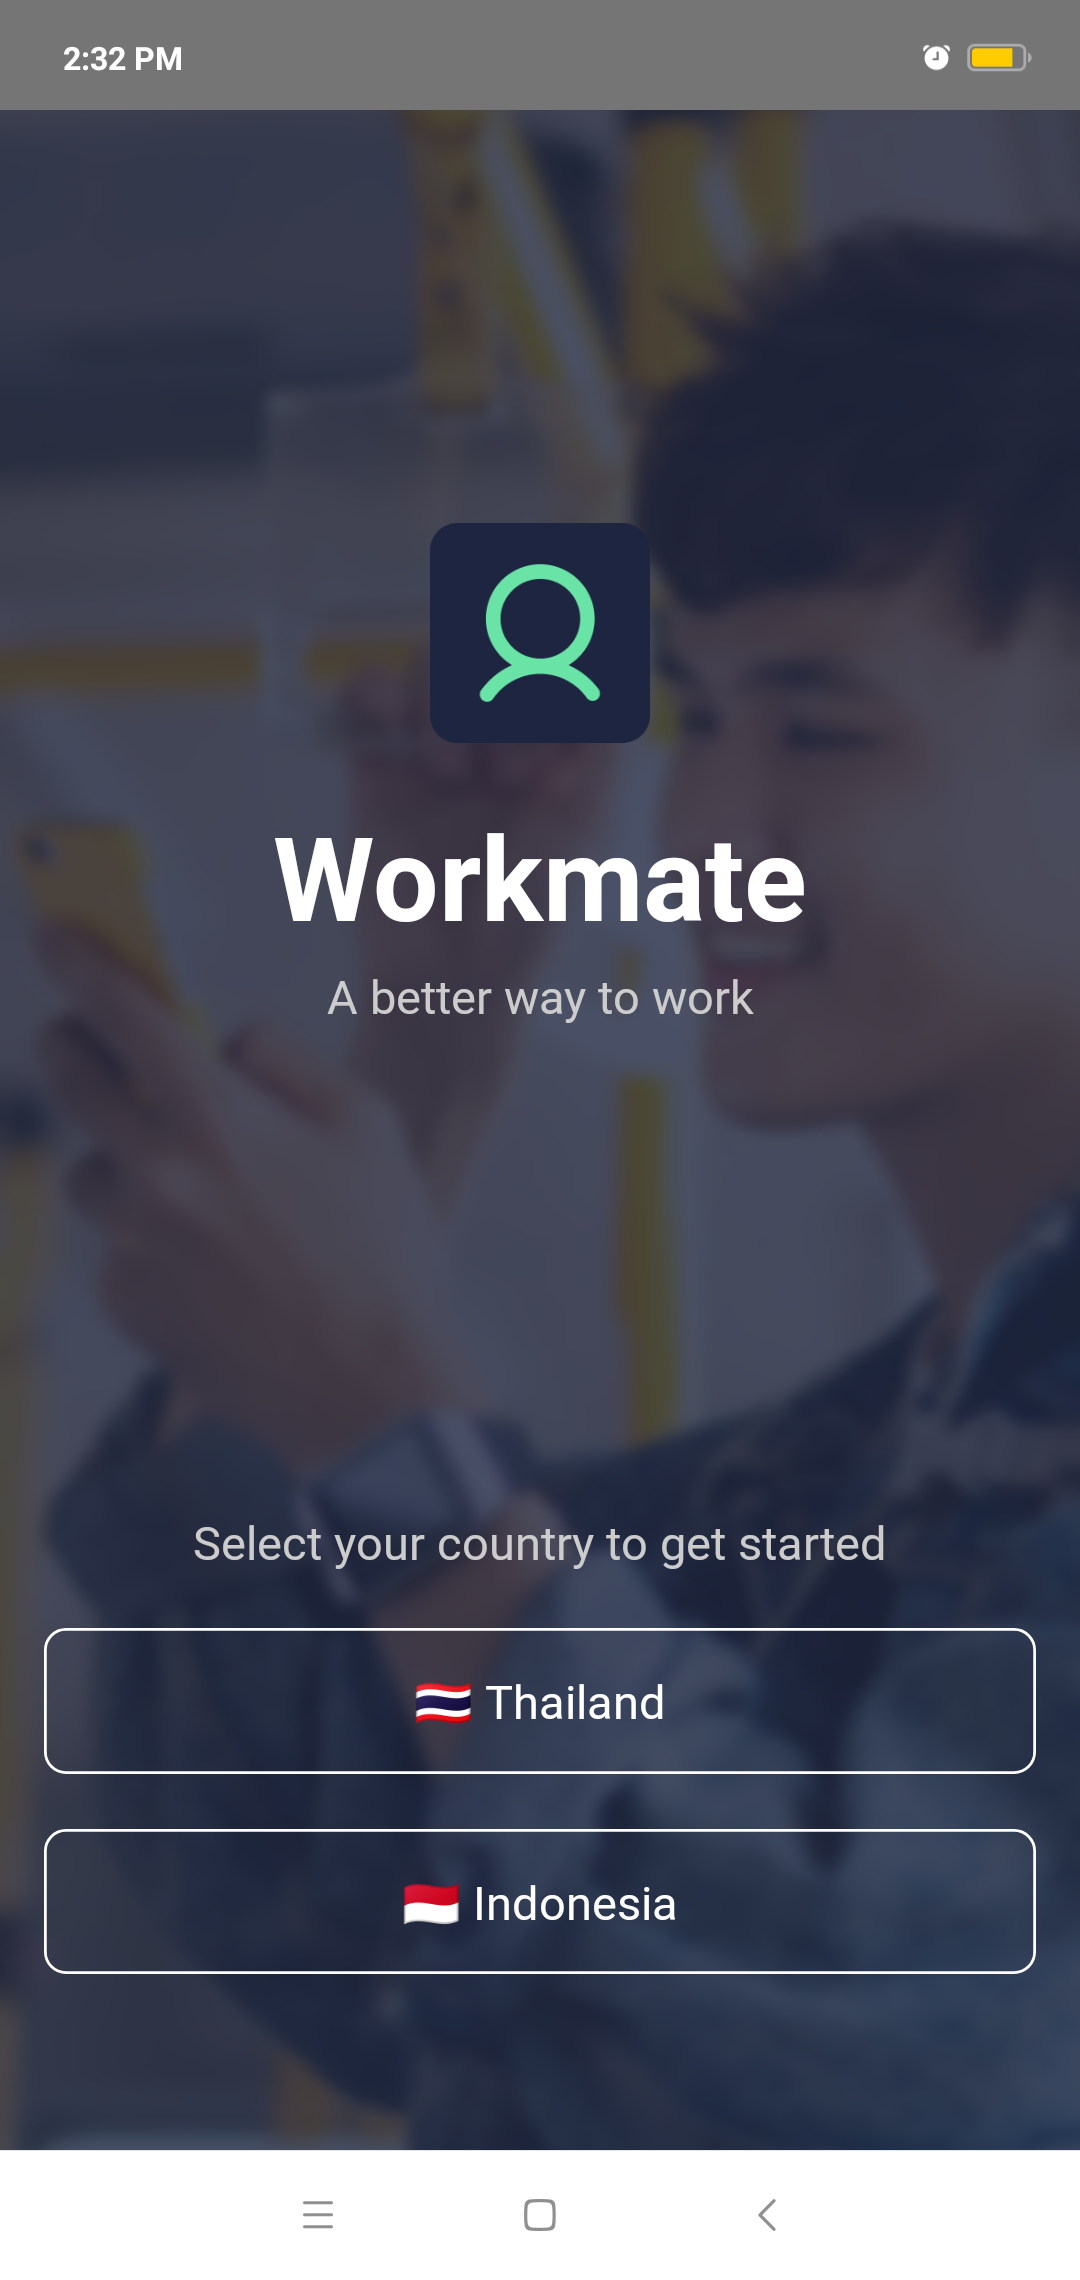 2:32 PM
Workmate
A better way to work
Select your country to get started
🇹🇭 Thailand
🇮🇩 Indonesia